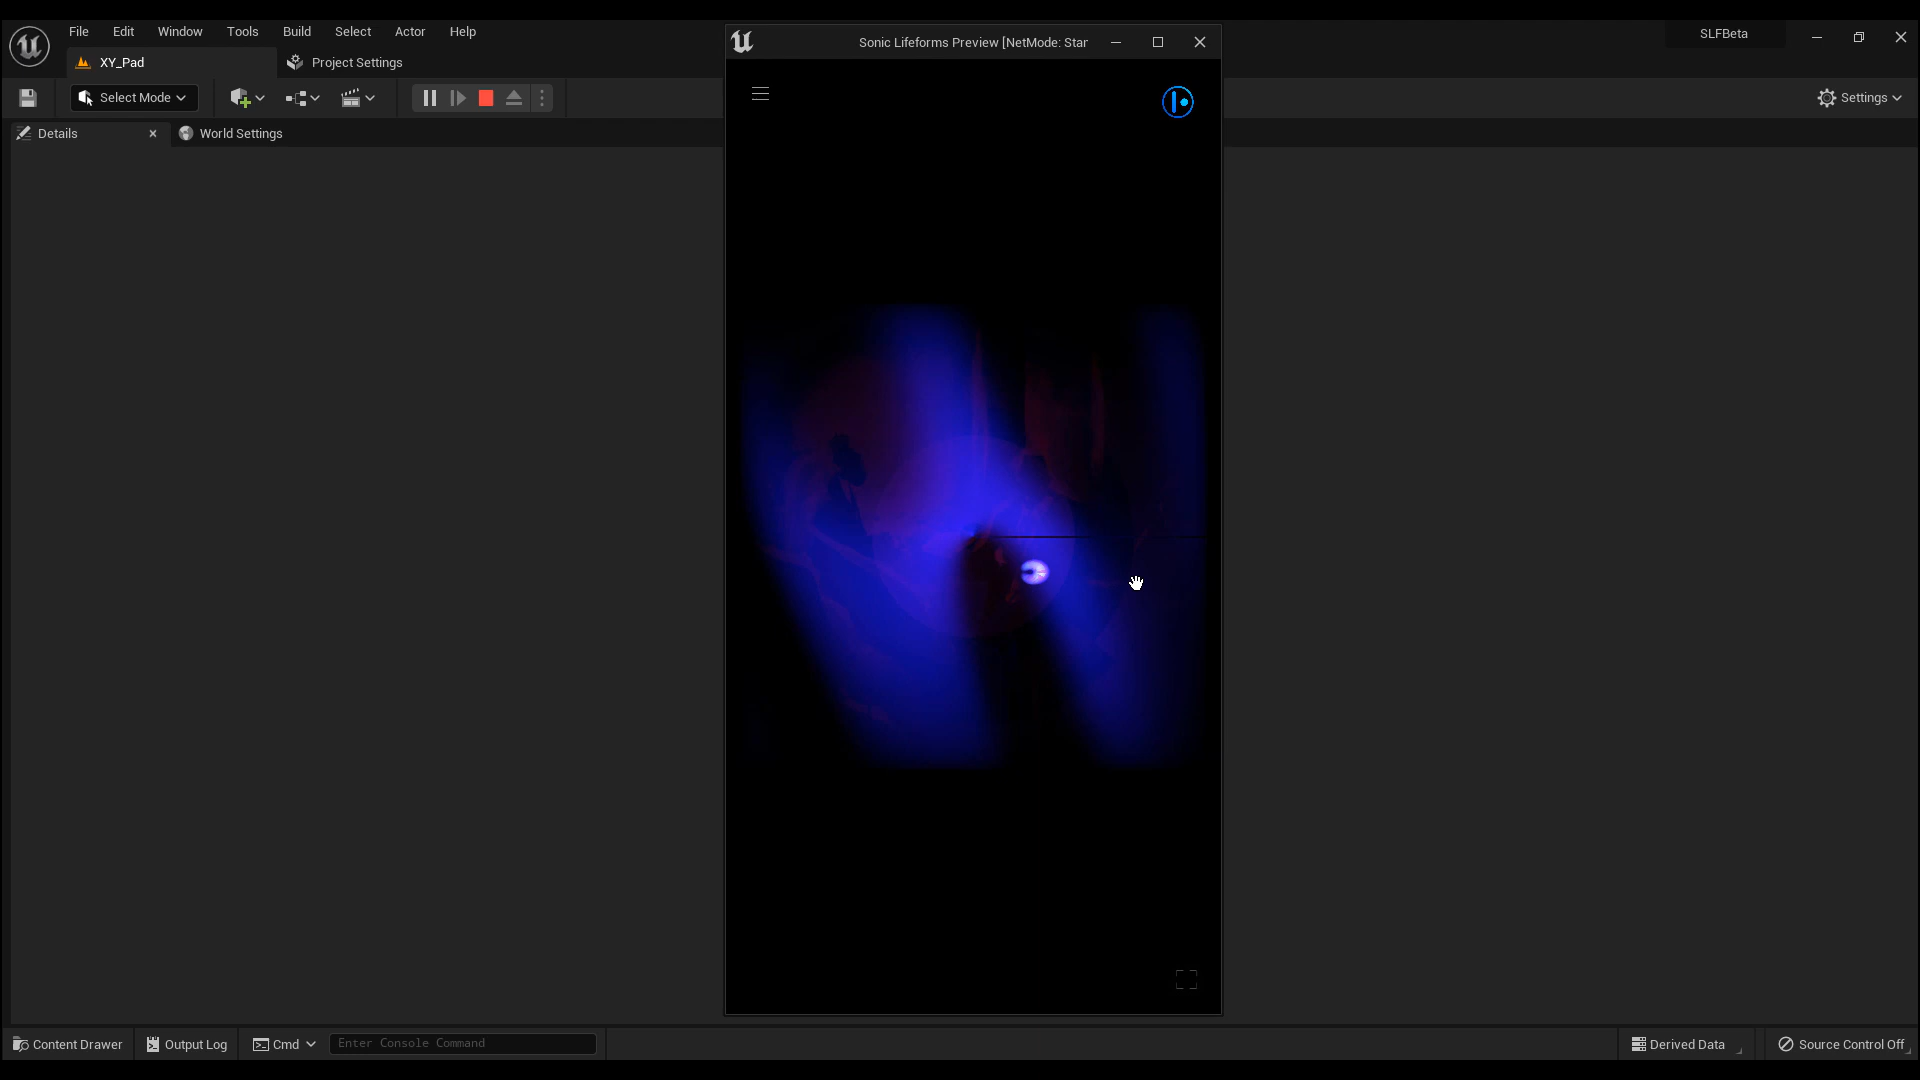 File Edit Window Tools Build Select Actor Help
Sonic Lifeforms Preview [NetMode: Star
SLFBeta
XY_Pad
Project Settings
Select Mode
Settings
Details
World Settings
Content Drawer
Output Log
Cmd
Enter Console Command
Derived Data
Source Control Off